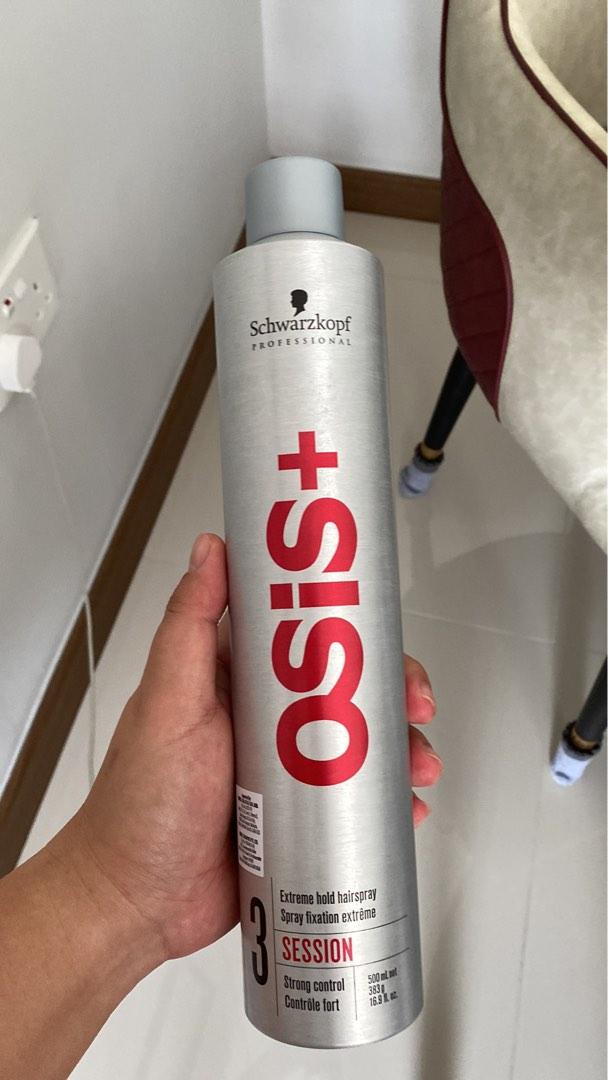 Schwarzkopf
PROFESSIONAL
OSiS+
3
Extreme hold hairspray
Spray fixation extrême
SESSION
Strong control
Contrôle fort
500 mL net
383 g
16.9 fl. oz.